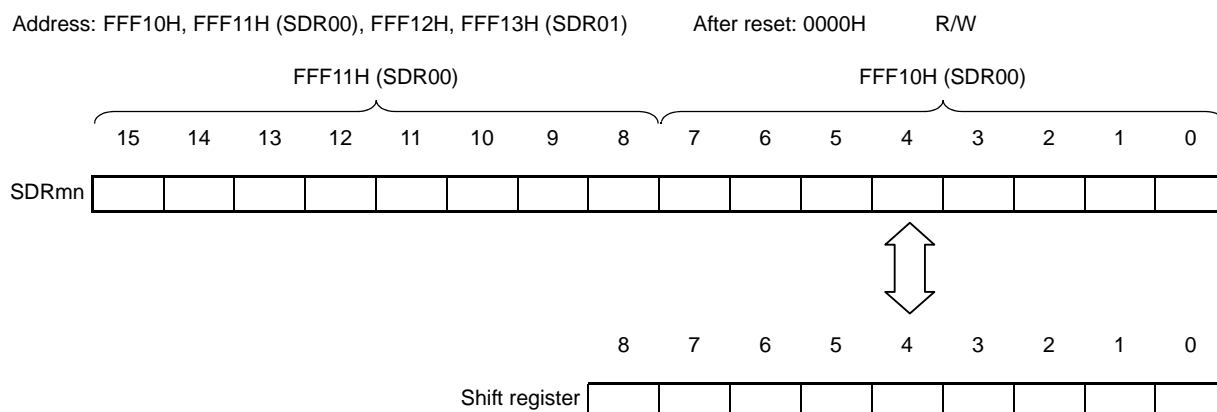 Address: FFF10H, FFF11H (SDR00), FFF12H, FFF13H (SDR01) After reset: 0000H R/W
FFF11H (SDR00) FFF10H (SDR00)
15 14 13 12 11 10 9 8 7 6 5 4 3 2 1 0
SDRmn
8 7 6 5 4 3 2 1 0
Shift register